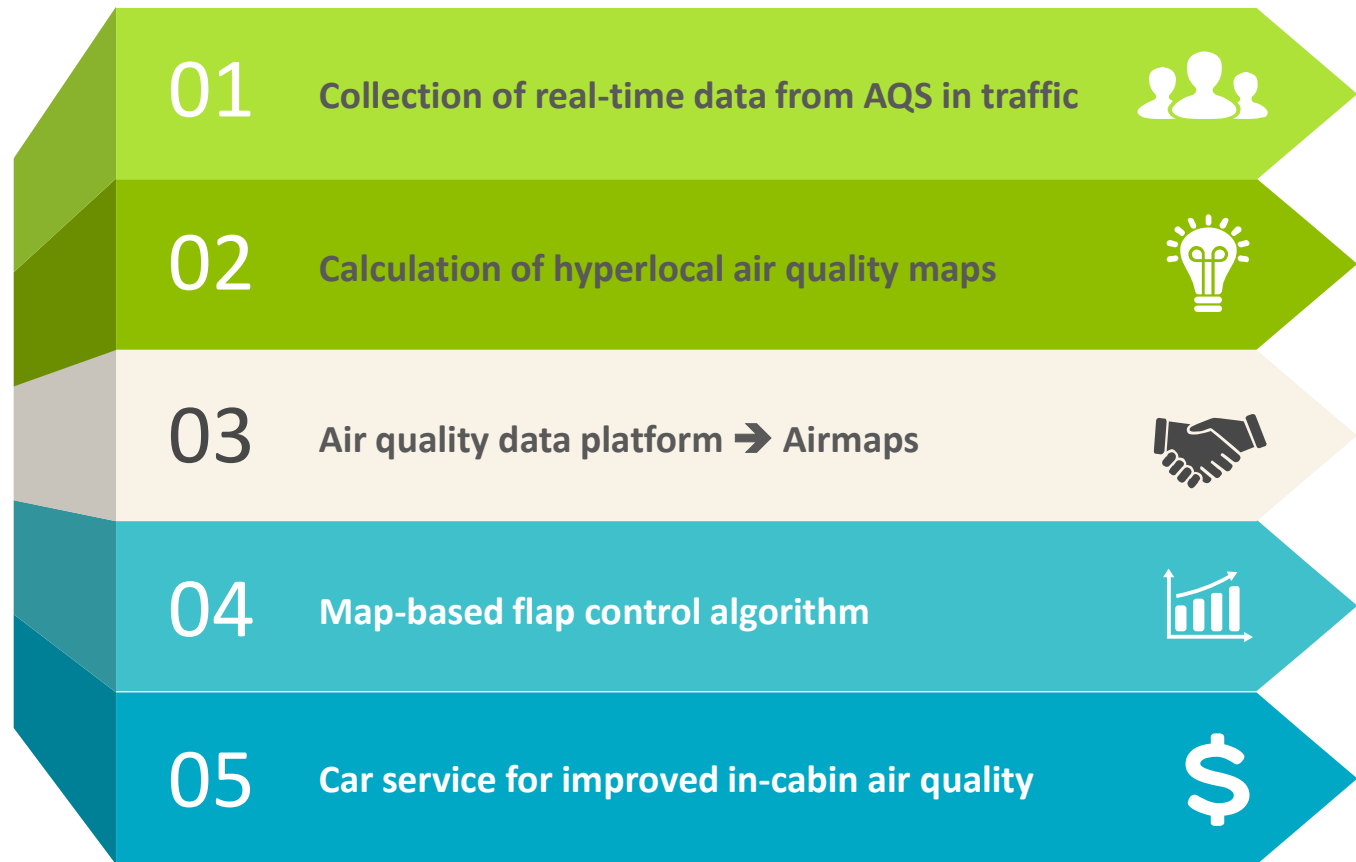 01 Collection of real-time data from AQS in traffic
02 Calculation of hyperlocal air quality maps
03 Air quality data platform ➔ Airmaps
04 Map-based flap control algorithm
05 Car service for improved in-cabin air quality
$